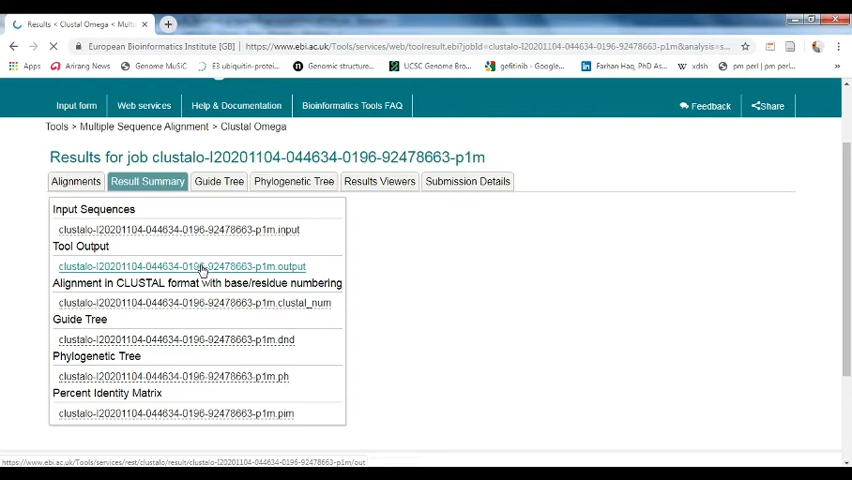 Results < Clustal Omega < Mult
European Bioinformatics Institute [GB] | https://www.ebi.ac.uk/Tools/services/web/toolresult.ebi?jobId=clustalo-I20201104-044634-0196-92478663-p1m&analysis=s...
Apps Arirang News Genome MuSiC E3 ubiquitin-protei... Genomic structure... UCSC Genome Bro... gefitinib - Google... Farhan Haq, PhD As... xdsh pm perl | pm perl...
Input form Web services Help & Documentation Bioinformatics Tools FAQ Feedback Share
Tools > Multiple Sequence Alignment > Clustal Omega
Results for job clustalo-I20201104-044634-0196-92478663-p1m
Alignments Result Summary Guide Tree Phylogenetic Tree Results Viewers Submission Details
Input Sequences
clustalo-I20201104-044634-0196-92478663-p1m.input
Tool Output
clustalo-I20201104-044634-0196-92478663-p1m.output
Alignment in CLUSTAL format with base/residue numbering
clustalo-I20201104-044634-0196-92478663-p1m.clustal_num
Guide Tree
clustalo-I20201104-044634-0196-92478663-p1m.dnd
Phylogenetic Tree
clustalo-I20201104-044634-0196-92478663-p1m.ph
Percent Identity Matrix
clustalo-I20201104-044634-0196-92478663-p1m.pim
https://www.ebi.ac.uk/Tools/services/rest/clustalo/result/clustalo-I20201104-044634-0196-92478663-p1m/out